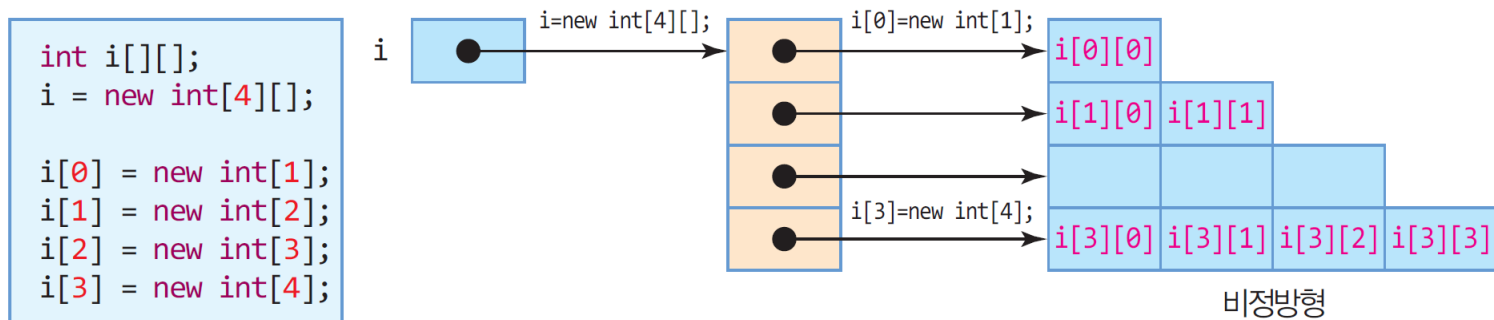 int i[][];
i = new int[4][];
i[0] = new int[1];
i[1] = new int[2];
i[2] = new int[3];
i[3] = new int[4];
i
i=new int[4][];
i[0]=new int[1];
i[3]=new int[4];
i[0][0]
i[1][0] i[1][1]
i[3][0] i[3][1] i[3][2] i[3][3]
비정방형